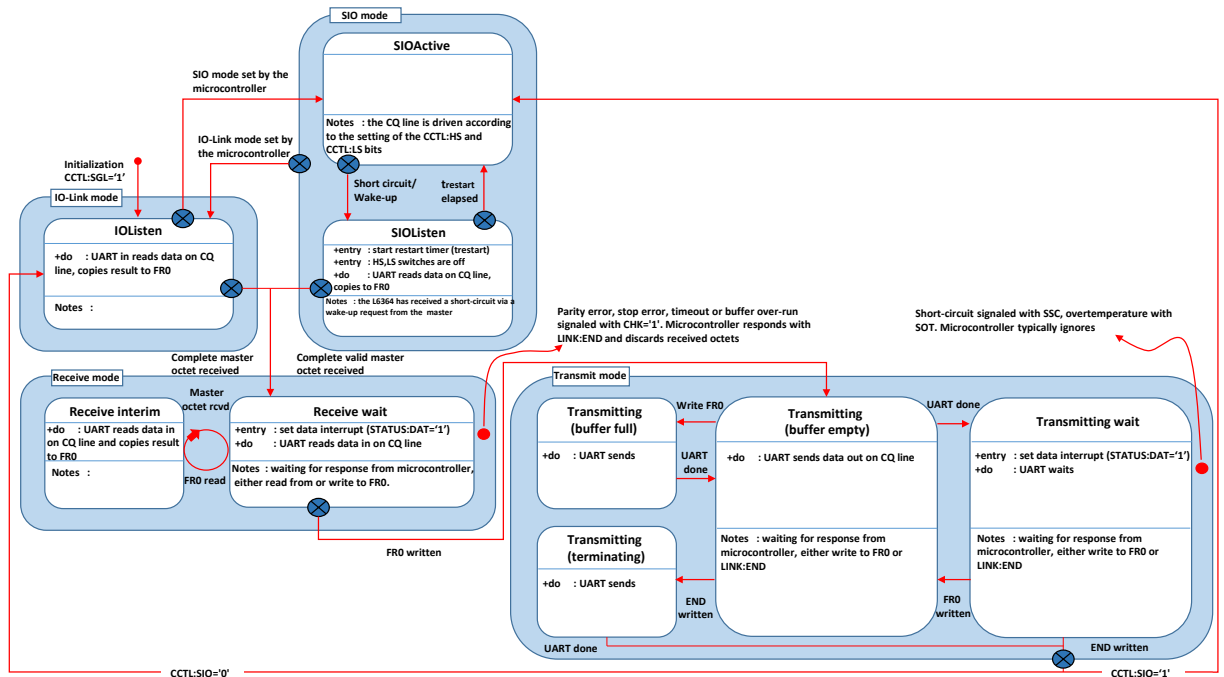 SIO mode
SIOActive
Notes : the CQ line is driven according
to the setting of the CCTL:HS and
CCTL:LS bits
SIO mode set by the
microcontroller
IO-Link mode set by
the microcontroller
Initialization
CCTL:SGL=‘1’
Short circuit/
Wake-up
trestart
elapsed
IO-Link mode
IOListen
+do : UART in reads data on CQ
line, copies result to FR0
Notes :
SIOListen
+entry : start restart timer (trestart)
+entry : HS,LS switches are off
+do : UART reads data on CQ line,
copies to FR0
Notes : the L6364 has received a short-circuit via a
wake-up request from the master
Complete master
octet received
Complete valid master
octet received
Parity error, stop error, timeout or buffer over-run
signaled with CHK='1'. Microcontroller responds with
LINK:END and discards received octets
Short-circuit signaled with SSC, overtemperature with
SOT. Microcontroller typically ignores
Receive mode
Receive interim
+do : UART reads data in
on CQ line and copies result
to FR0
Notes :
Master
octet rcvd
FR0 read
Receive wait
+entry : set data interrupt (STATUS:DAT=‘1’)
+do : UART reads data in on CQ line
Notes : waiting for response from microcontroller,
either read from or write to FR0.
FR0 written
Transmit mode
Transmitting
(buffer full)
+do : UART sends
Write FR0
UART
done
Transmitting
(buffer empty)
+do : UART sends data out on CQ line
Notes : waiting for response from
microcontroller, either write to FR0 or
LINK:END
UART done
Transmitting wait
+entry : set data interrupt (STATUS:DAT=‘1’)
+do : UART waits
Notes : waiting for response from
microcontroller, either write to FR0 or
LINK:END
Transmitting
(terminating)
+do : UART sends
END
written
FR0
written
UART done
END written
CCTL:SIO='0'
CCTL:SIO=‘1’